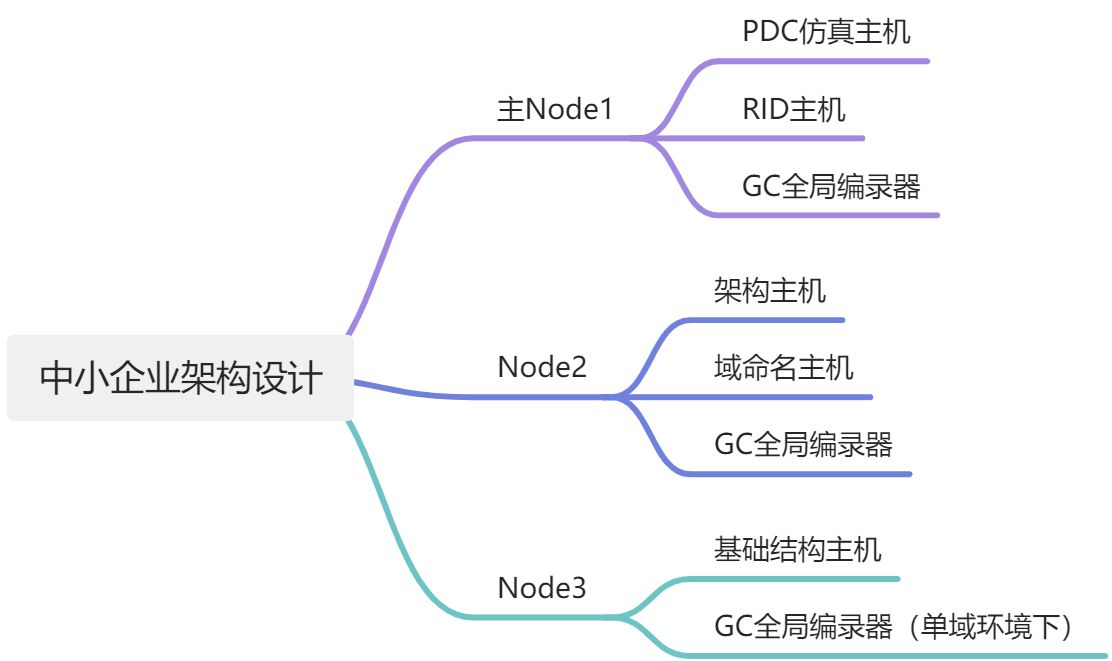 中小企业架构设计
主Node1
PDC仿真主机
RID主机
GC全局编录器
Node2
架构主机
域命名主机
GC全局编录器
Node3
基础结构主机
GC全局编录器（单域环境下）